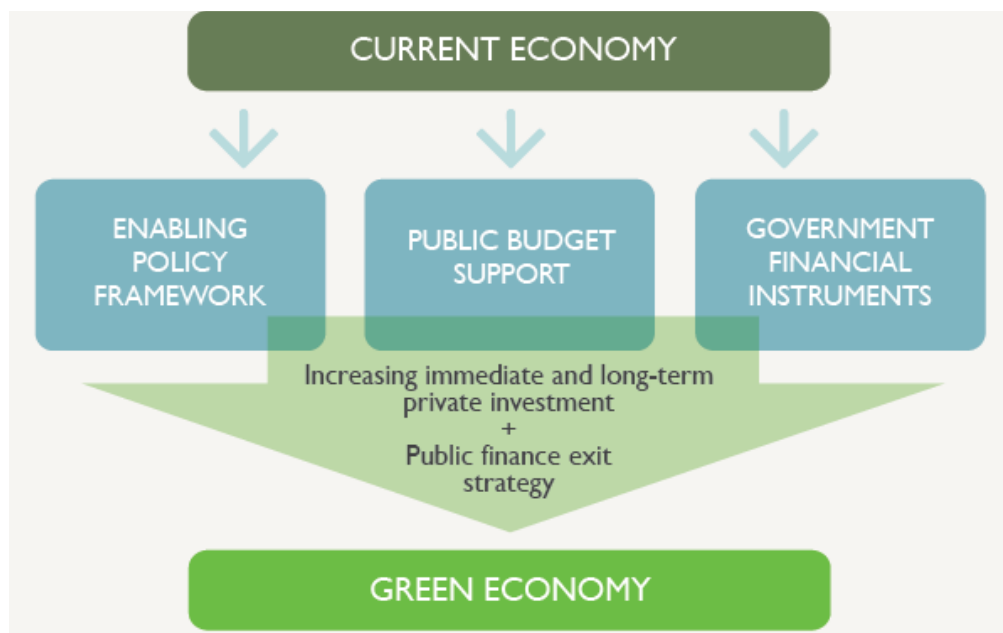 CURRENT ECONOMY
ENABLING
POLICY
FRAMEWORK
PUBLIC BUDGET
SUPPORT
GOVERNMENT
FINANCIAL
INSTRUMENTS
Increasing immediate and long-term
private investment
+
Public finance exit
strategy
GREEN ECONOMY